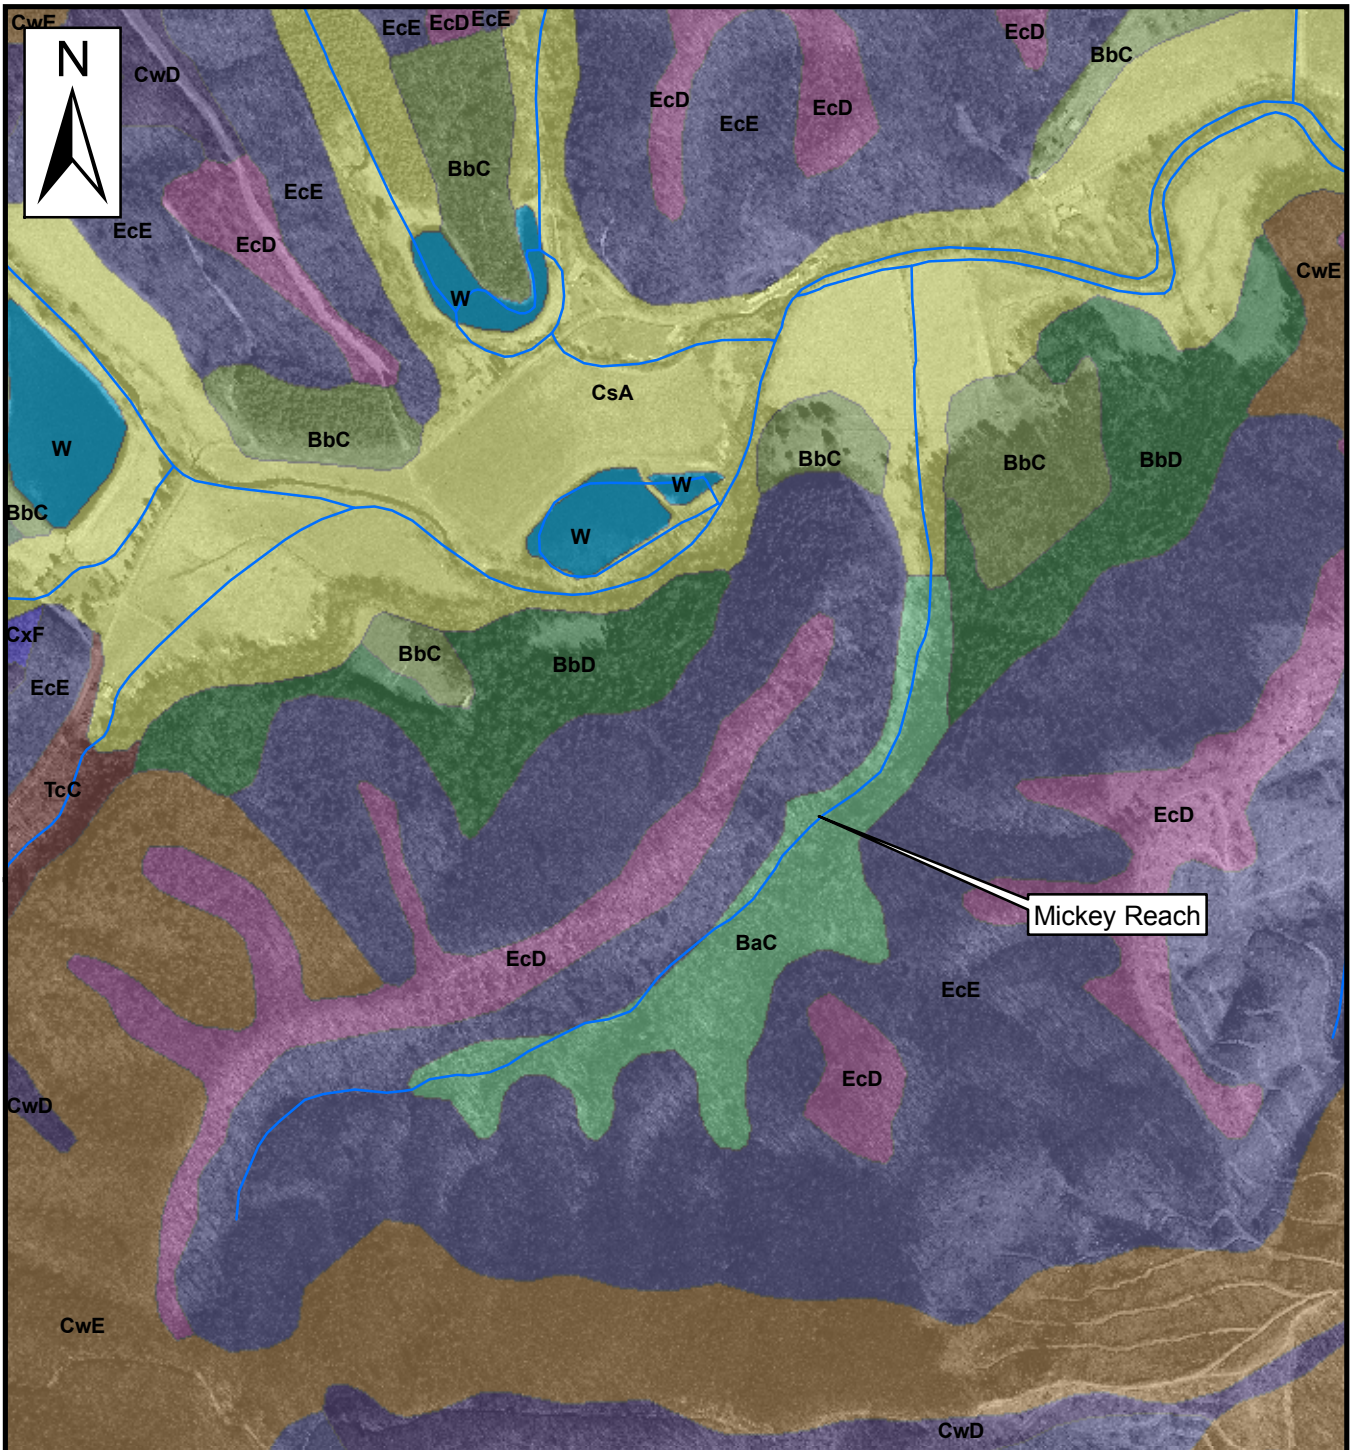 CwE
EcE
EcD
EcE
N
CwD
EcD
BbC
EcD
EcE
EcD
BbC
EcE
EcE
EcD
CwE
W
CsA
BbC
W
BbC
BbC
BbD
W
BbC
W
CxF
BbC
BbD
EcE
TcC
EcD
Mickey Reach
BaC
EcD
EcE
EcD
CwD
CwE
CwD